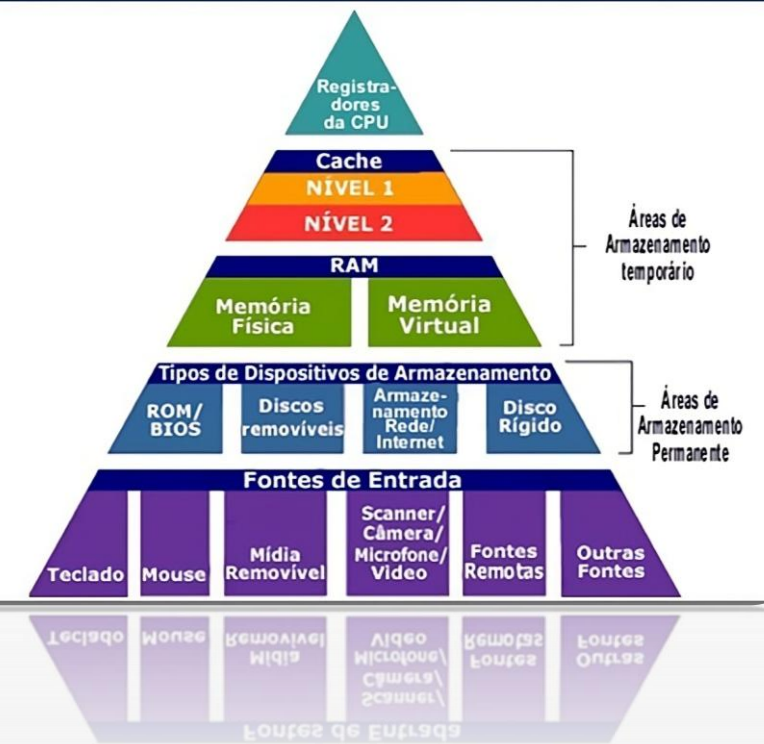 Registra-
dores
da CPU
Cache
NÍVEL 1
NÍVEL 2
Áreas de
Armazenamento
temporário
RAM
Memória
Física
Memória
Virtual
Tipos de Dispositivos de Armazenamento
ROM/
BIOS
Discos
removíveis
Armaze-
namento
Rede/
Internet
Disco
Rígido
Áreas de
Armazenamento
Permanente
Fontes de Entrada
Teclado
Mouse
Mídia
Removível
Scanner/
Câmera/
Microfone/
Video
Fontes
Remotas
Outras
Fontes